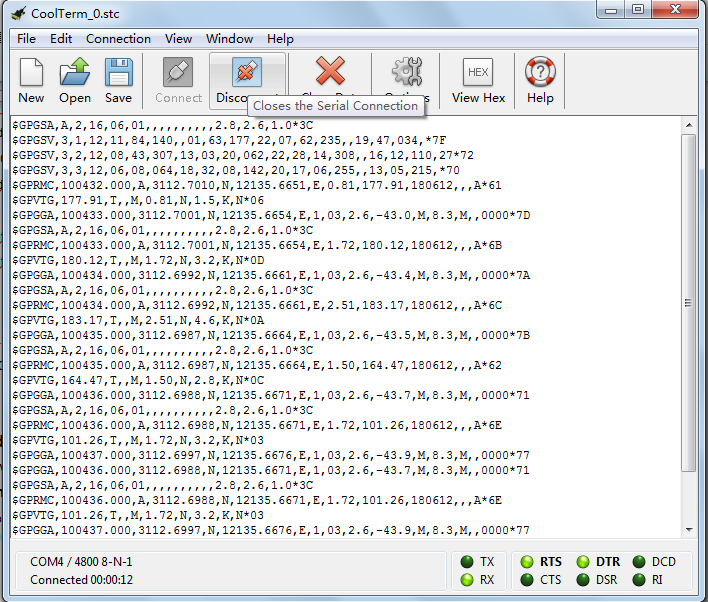 CoolTerm_0.stc
File Edit Connection View Window Help
New Open Save Connect View Hex Help
HEX
Closes the Serial Connection
$GPGSA,A,2,16,06,01,,,,,,,,,,2.8,2.6,1.0*3C
$GPGSV,3,1,12,11,84,140,,01,63,177,22,07,62,235,,19,47,034,*7F
$GPGSV,3,2,12,08,43,307,13,03,20,062,22,28,14,308,,16,12,110,27*72
$GPGSV,3,3,12,06,08,064,18,32,08,142,20,17,06,255,,13,05,215,*70
$GPRMC,100432.000,A,3112.7010,N,12135.6651,E,0.81,177.91,180612,,,A*61
$GPVTG,177.91,T,,M,0.81,N,1.5,K,N*06
$GPGGA,100433.000,3112.7001,N,12135.6654,E,1,03,2.6,-43.0,M,8.3,M,,0000*7D
$GPGSA,A,2,16,06,01,,,,,,,,,,2.8,2.6,1.0*3C
$GPRMC,100433.000,A,3112.7001,N,12135.6654,E,1.72,180.12,180612,,,A*6B
$GPVTG,180.12,T,,M,1.72,N,3.2,K,N*0D
$GPGGA,100434.000,3112.6992,N,12135.6661,E,1,03,2.6,-43.4,M,8.3,M,,0000*7A
$GPGSA,A,2,16,06,01,,,,,,,,,,2.8,2.6,1.0*3C
$GPRMC,100434.000,A,3112.6992,N,12135.6661,E,2.51,183.17,180612,,,A*6C
$GPVTG,183.17,T,,M,2.51,N,4.6,K,N*0A
$GPGGA,100435.000,3112.6987,N,12135.6664,E,1,03,2.6,-43.5,M,8.3,M,,0000*7B
$GPGSA,A,2,16,06,01,,,,,,,,,,2.8,2.6,1.0*3C
$GPRMC,100435.000,A,3112.6987,N,12135.6664,E,1.50,164.47,180612,,,A*62
$GPVTG,164.47,T,,M,1.50,N,2.8,K,N*0C
$GPGGA,100436.000,3112.6988,N,12135.6671,E,1,03,2.6,-43.7,M,8.3,M,,0000*71
$GPGSA,A,2,16,06,01,,,,,,,,,,2.8,2.6,1.0*3C
$GPRMC,100436.000,A,3112.6988,N,12135.6671,E,1.72,101.26,180612,,,A*6E
$GPVTG,101.26,T,,M,1.72,N,3.2,K,N*03
$GPGGA,100437.000,3112.6997,N,12135.6676,E,1,03,2.6,-43.9,M,8.3,M,,0000*77
$GPGGA,100436.000,3112.6988,N,12135.6671,E,1,03,2.6,-43.7,M,8.3,M,,0000*71
$GPGSA,A,2,16,06,01,,,,,,,,,,2.8,2.6,1.0*3C
$GPRMC,100436.000,A,3112.6988,N,12135.6671,E,1.72,101.26,180612,,,A*6E
$GPVTG,101.26,T,,M,1.72,N,3.2,K,N*03
$GPGGA,100437.000,3112.6997,N,12135.6676,E,1,03,2.6,-43.9,M,8.3,M,,0000*77
COM4 / 4800 8-N-1
Connected 00:00:12
TX RTS DTR DCD
RX CTS DSR RI